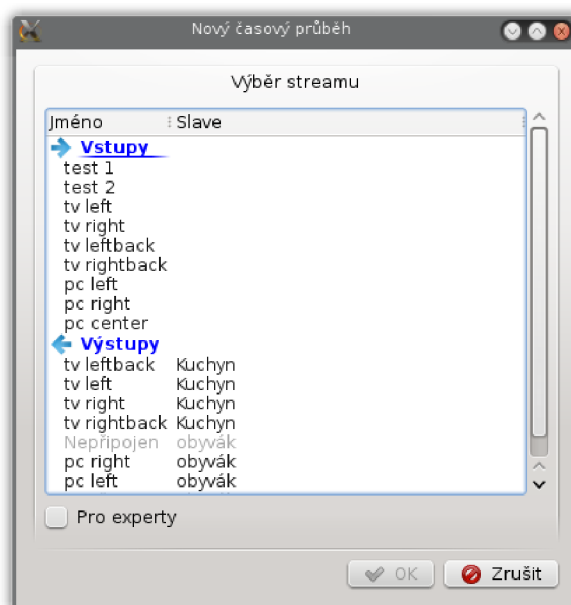 Nový časový průběh
Výběr streamu
Jméno Slave
Vstupy
test 1
test 2
tv left
tv right
tv leftback
tv rightback
pc left
pc right
pc center
Výstupy
tv leftback Kuchyn
tv left Kuchyn
tv right Kuchyn
tv rightback Kuchyn
Nepřipojen obyvák
pc right obyvák
pc left obyvák
Pro experty
OK Zrušit